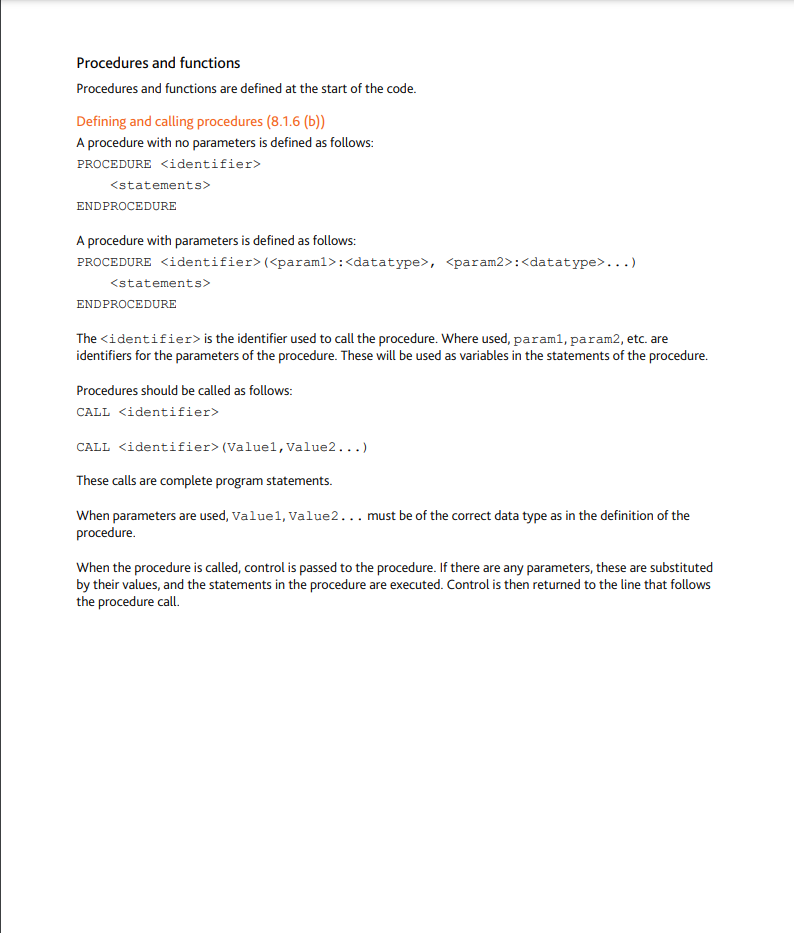 Procedures and functions
Procedures and functions are defined at the start of the code.
Defining and calling procedures (8.1.6 (b))
A procedure with no parameters is defined as follows:
PROCEDURE <identifier>
<statements>
ENDPROCEDURE
A procedure with parameters is defined as follows:
PROCEDURE <identifier>(<param1>:<datatype>, <param2>:<datatype>...)
<statements>
ENDPROCEDURE
The <identifier> is the identifier used to call the procedure. Where used, param1, param2, etc. are
identifiers for the parameters of the procedure. These will be used as variables in the statements of the procedure.
Procedures should be called as follows:
CALL <identifier>
CALL <identifier>(Value1,Value2...)
These calls are complete program statements.
When parameters are used, Value1,Value2... must be of the correct data type as in the definition of the
procedure.
When the procedure is called, control is passed to the procedure. If there are any parameters, these are substituted
by their values, and the statements in the procedure are executed. Control is then returned to the line that follows
the procedure call.